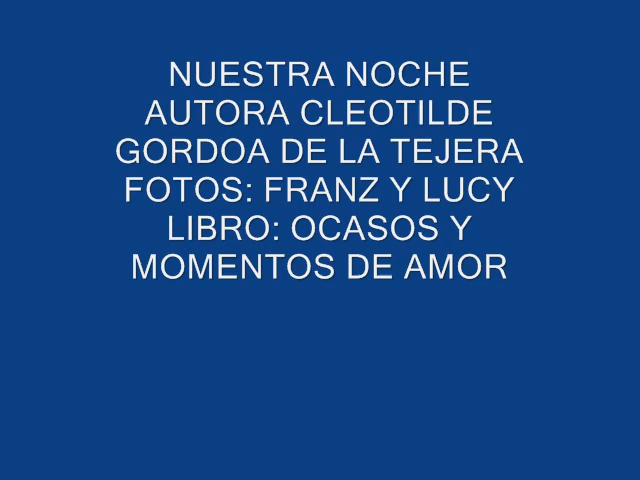 NUESTRA NOCHE
AUTORA CLEOTILDE
GORDOA DE LA TEJERA
FOTOS: FRANZ Y LUCY
LIBRO: OCASOS Y
MOMENTOS DE AMOR